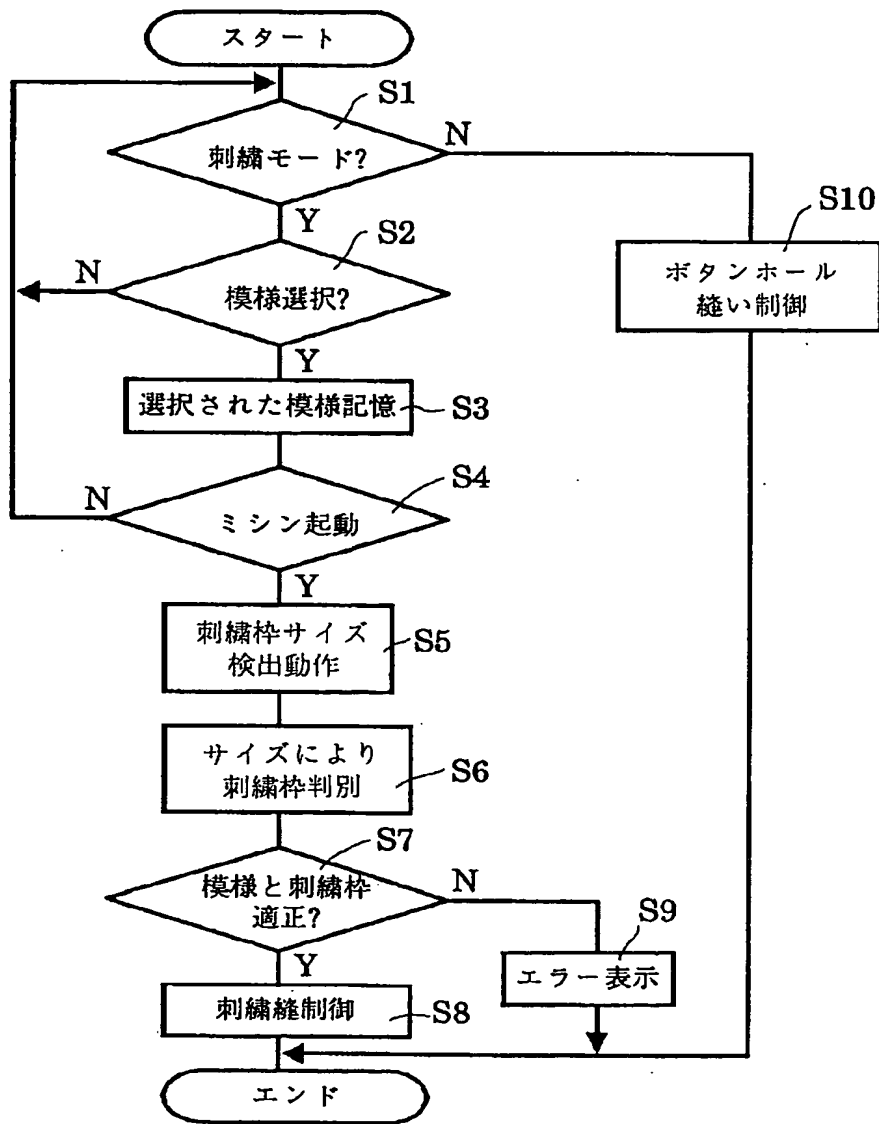 スタート
S1
刺繍モード?
N
Y
S10
ボタンホール
縫い制御
S2
模様選択?
N
Y
選択された模様記憶
S3
S4
ミシン起動
N
Y
刺繍枠サイズ
検出動作
S5
サイズにより
刺繍枠判別
S6
S7
模様と刺繍枠
適正?
N
Y
S9
エラー表示
刺繍縫制御
S8
エンド